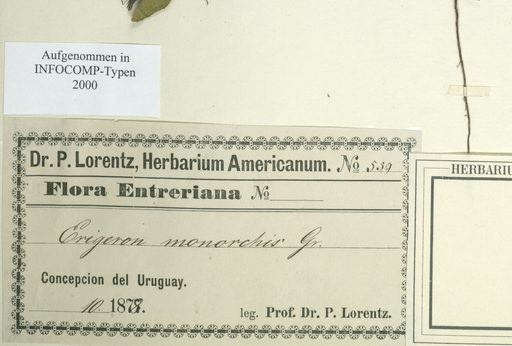 Aufgenommen in
INFOCOMP-Typen
2000
Dr. P. Lorentz, Herbarium Americanum. No 539
Flora Entreriana No
Erigeron monorchis Gr.
Concepcion del Uruguay.
10. 1878.
leg. Prof. Dr. P. Lorentz.
HERBARIU